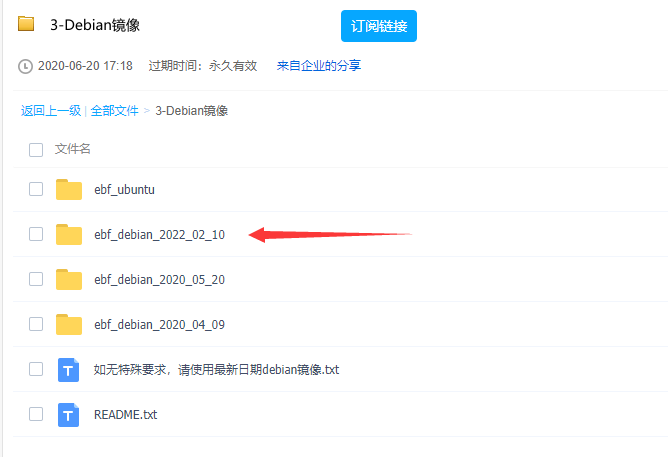 3-Debian镜像
订阅链接
2020-06-20 17:18 过期时间：永久有效 来自企业的分享
返回上一级 | 全部文件 > 3-Debian镜像
文件名
ebf_ubuntu
ebf_debian_2022_02_10
ebf_debian_2020_05_20
ebf_debian_2020_04_09
如无特殊要求，请使用最新日期debian镜像.txt
README.txt